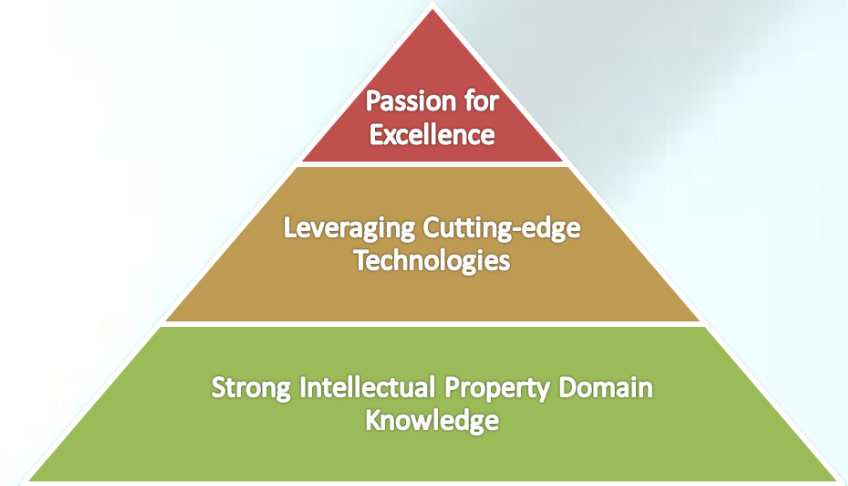 Passion for
Excellence
Leveraging Cutting-edge
Technologies
Strong Intellectual Property Domain
Knowledge